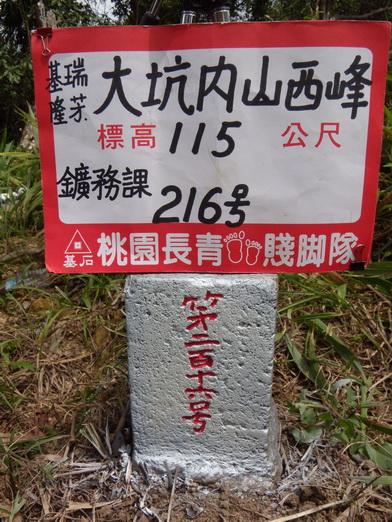 基隆
瑞芳
大坑内山西峰
標高 115 公尺
鑛務課
216号
基石 桃園長青 賤脚隊
第二百十六号